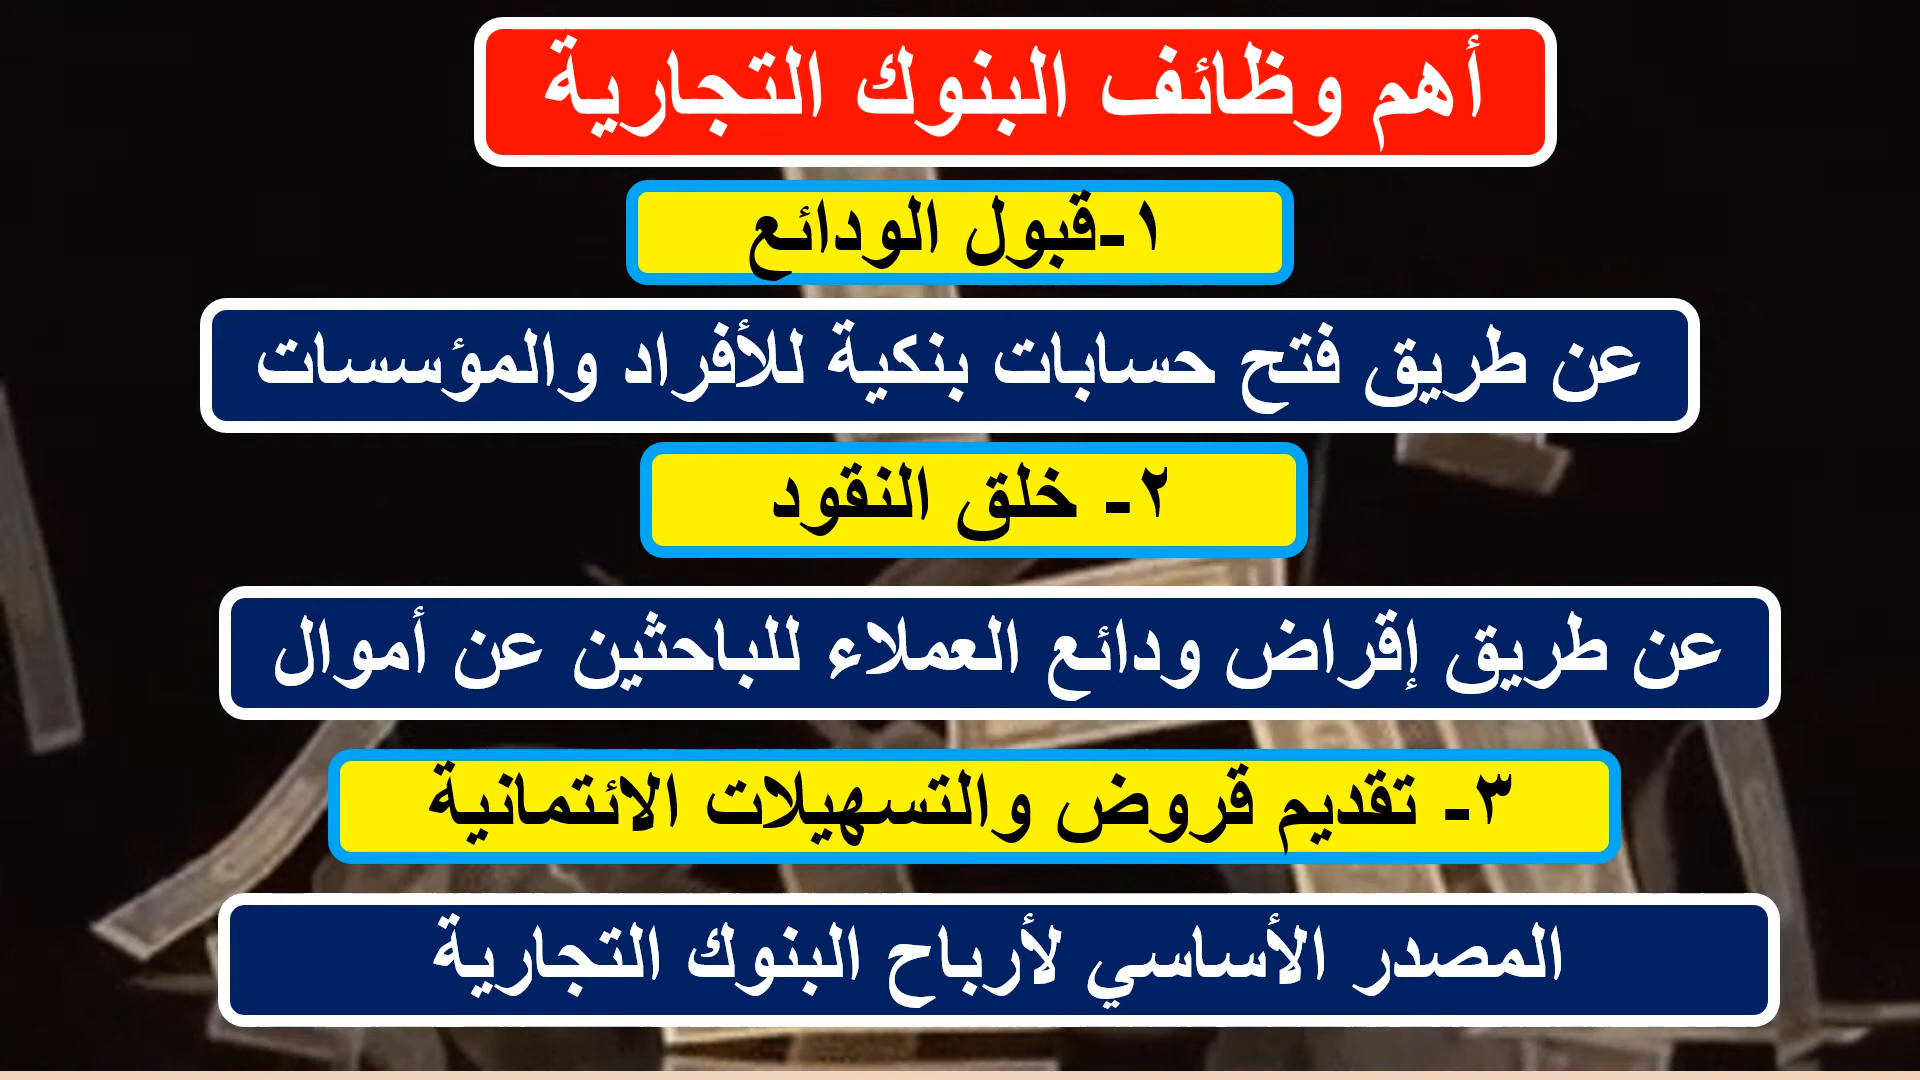 أهم وظائف البنوك التجارية
١-قبول الودائع
عن طريق فتح حسابات بنكية للأفراد والمؤسسات
٢- خلق النقود
عن طريق إقراض ودائع العملاء للباحثين عن أموال
٣- تقديم قروض والتسهيلات الائتمانية
المصدر الأساسي لأرباح البنوك التجارية